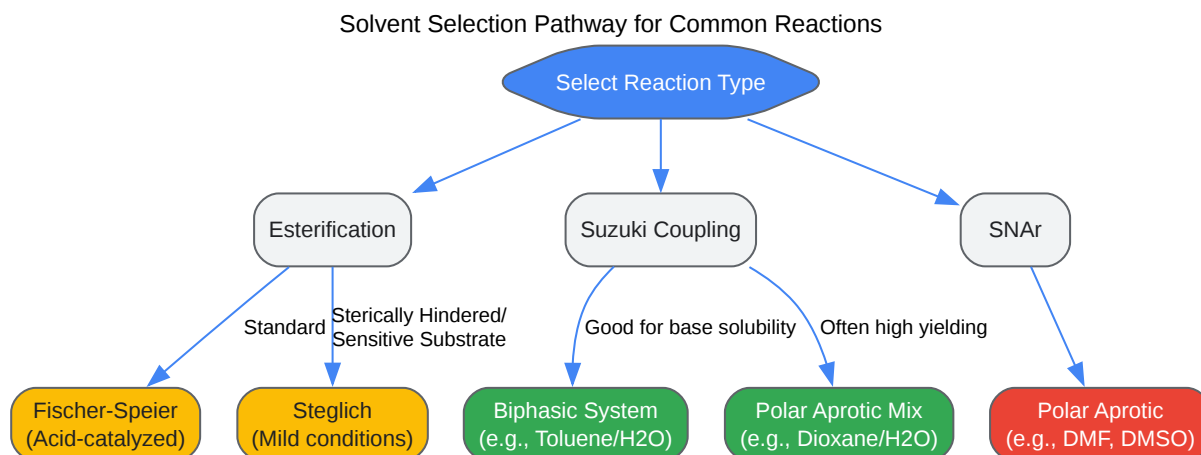 Solvent Selection Pathway for Common Reactions
Select Reaction Type
Esterification
Suzuki Coupling
SNAr
Standard
Sterically Hindered/
Sensitive Substrate
Good for base solubility
Often high yielding
Fischer-Speier
(Acid-catalyzed)
Steglich
(Mild conditions)
Biphasic System
(e.g., Toluene/H2O)
Polar Aprotic Mix
(e.g., Dioxane/H2O)
Polar Aprotic
(e.g., DMF, DMSO)